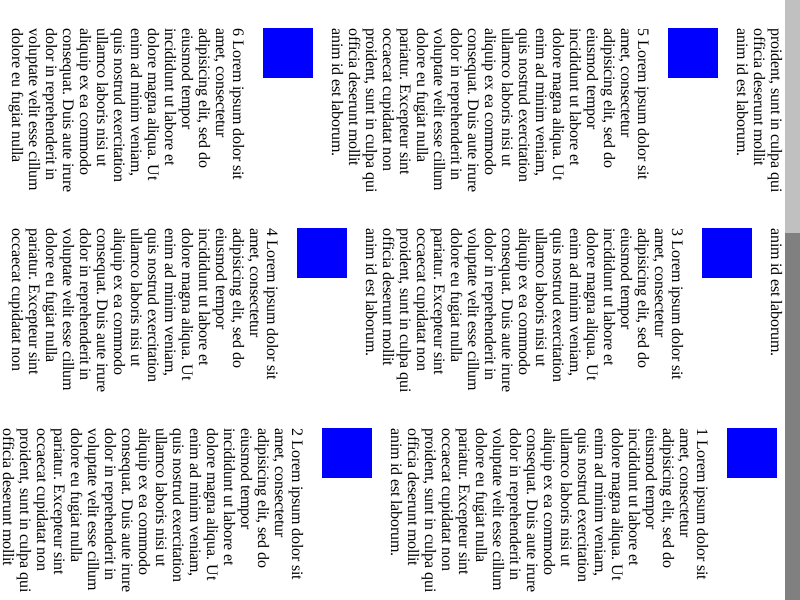 1 Lorem ipsum dolor sit
amet, consectetur
adipisicing elit, sed do
eiusmod tempor
incididunt ut labore et
dolore magna aliqua. Ut
enim ad minim veniam,
quis nostrud exercitation
ullamco laboris nisi ut
aliquip ex ea commodo
consequat. Duis aute irure
dolor in reprehenderit in
voluptate velit esse cillum
dolore eu fugiat nulla
pariatur. Excepteur sint
occaecat cupidatat non
proident, sunt in culpa qui
officia deserunt mollit
anim id est laborum.
2 Lorem ipsum dolor sit
amet, consectetur
adipisicing elit, sed do
eiusmod tempor
incididunt ut labore et
dolore magna aliqua. Ut
enim ad minim veniam,
quis nostrud exercitation
ullamco laboris nisi ut
aliquip ex ea commodo
consequat. Duis aute irure
dolor in reprehenderit in
voluptate velit esse cillum
dolore eu fugiat nulla
pariatur. Excepteur sint
occaecat cupidatat non
proident, sunt in culpa qui
officia deserunt mollit
anim id est laborum.
3 Lorem ipsum dolor sit
amet, consectetur
adipisicing elit, sed do
eiusmod tempor
incididunt ut labore et
dolore magna aliqua. Ut
enim ad minim veniam,
quis nostrud exercitation
ullamco laboris nisi ut
aliquip ex ea commodo
consequat. Duis aute irure
dolor in reprehenderit in
voluptate velit esse cillum
dolore eu fugiat nulla
pariatur. Excepteur sint
occaecat cupidatat non
proident, sunt in culpa qui
officia deserunt mollit
anim id est laborum.
4 Lorem ipsum dolor sit
amet, consectetur
adipisicing elit, sed do
eiusmod tempor
incididunt ut labore et
dolore magna aliqua. Ut
enim ad minim veniam,
quis nostrud exercitation
ullamco laboris nisi ut
aliquip ex ea commodo
consequat. Duis aute irure
dolor in reprehenderit in
voluptate velit esse cillum
dolore eu fugiat nulla
pariatur. Excepteur sint
occaecat cupidatat non
proident, sunt in culpa qui
officia deserunt mollit
anim id est laborum.
5 Lorem ipsum dolor sit
amet, consectetur
adipisicing elit, sed do
eiusmod tempor
incididunt ut labore et
dolore magna aliqua. Ut
enim ad minim veniam,
quis nostrud exercitation
ullamco laboris nisi ut
aliquip ex ea commodo
consequat. Duis aute irure
dolor in reprehenderit in
voluptate velit esse cillum
dolore eu fugiat nulla
pariatur. Excepteur sint
occaecat cupidatat non
proident, sunt in culpa qui
officia deserunt mollit
anim id est laborum.
6 Lorem ipsum dolor sit
amet, consectetur
adipisicing elit, sed do
eiusmod tempor
incididunt ut labore et
dolore magna aliqua. Ut
enim ad minim veniam,
quis nostrud exercitation
ullamco laboris nisi ut
aliquip ex ea commodo
consequat. Duis aute irure
dolor in reprehenderit in
voluptate velit esse cillum
dolore eu fugiat nulla